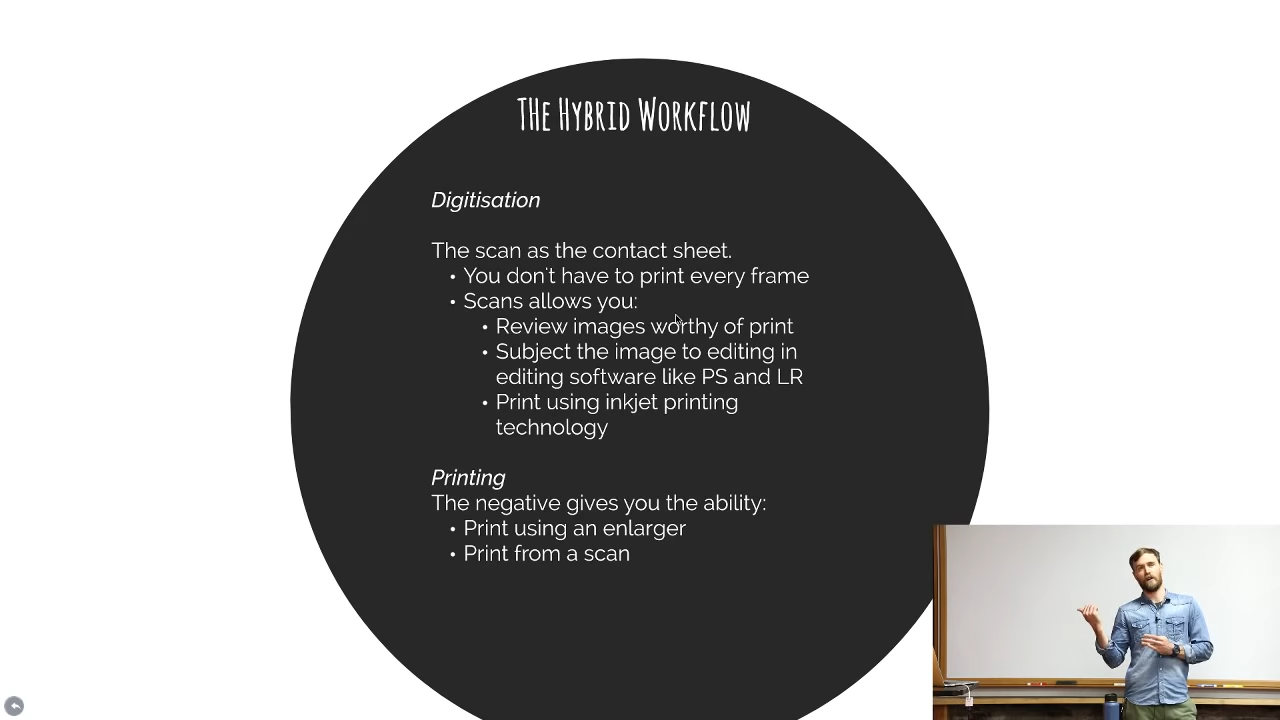 THE HYBRID WORKFLOW
Digitisation
The scan as the contact sheet.
• You don't have to print every frame
• Scans allows you:
• Review images worthy of print
• Subject the image to editing in
editing software like PS and LR
• Print using inkjet printing
technology
Printing
The negative gives you the ability:
• Print using an enlarger
• Print from a scan